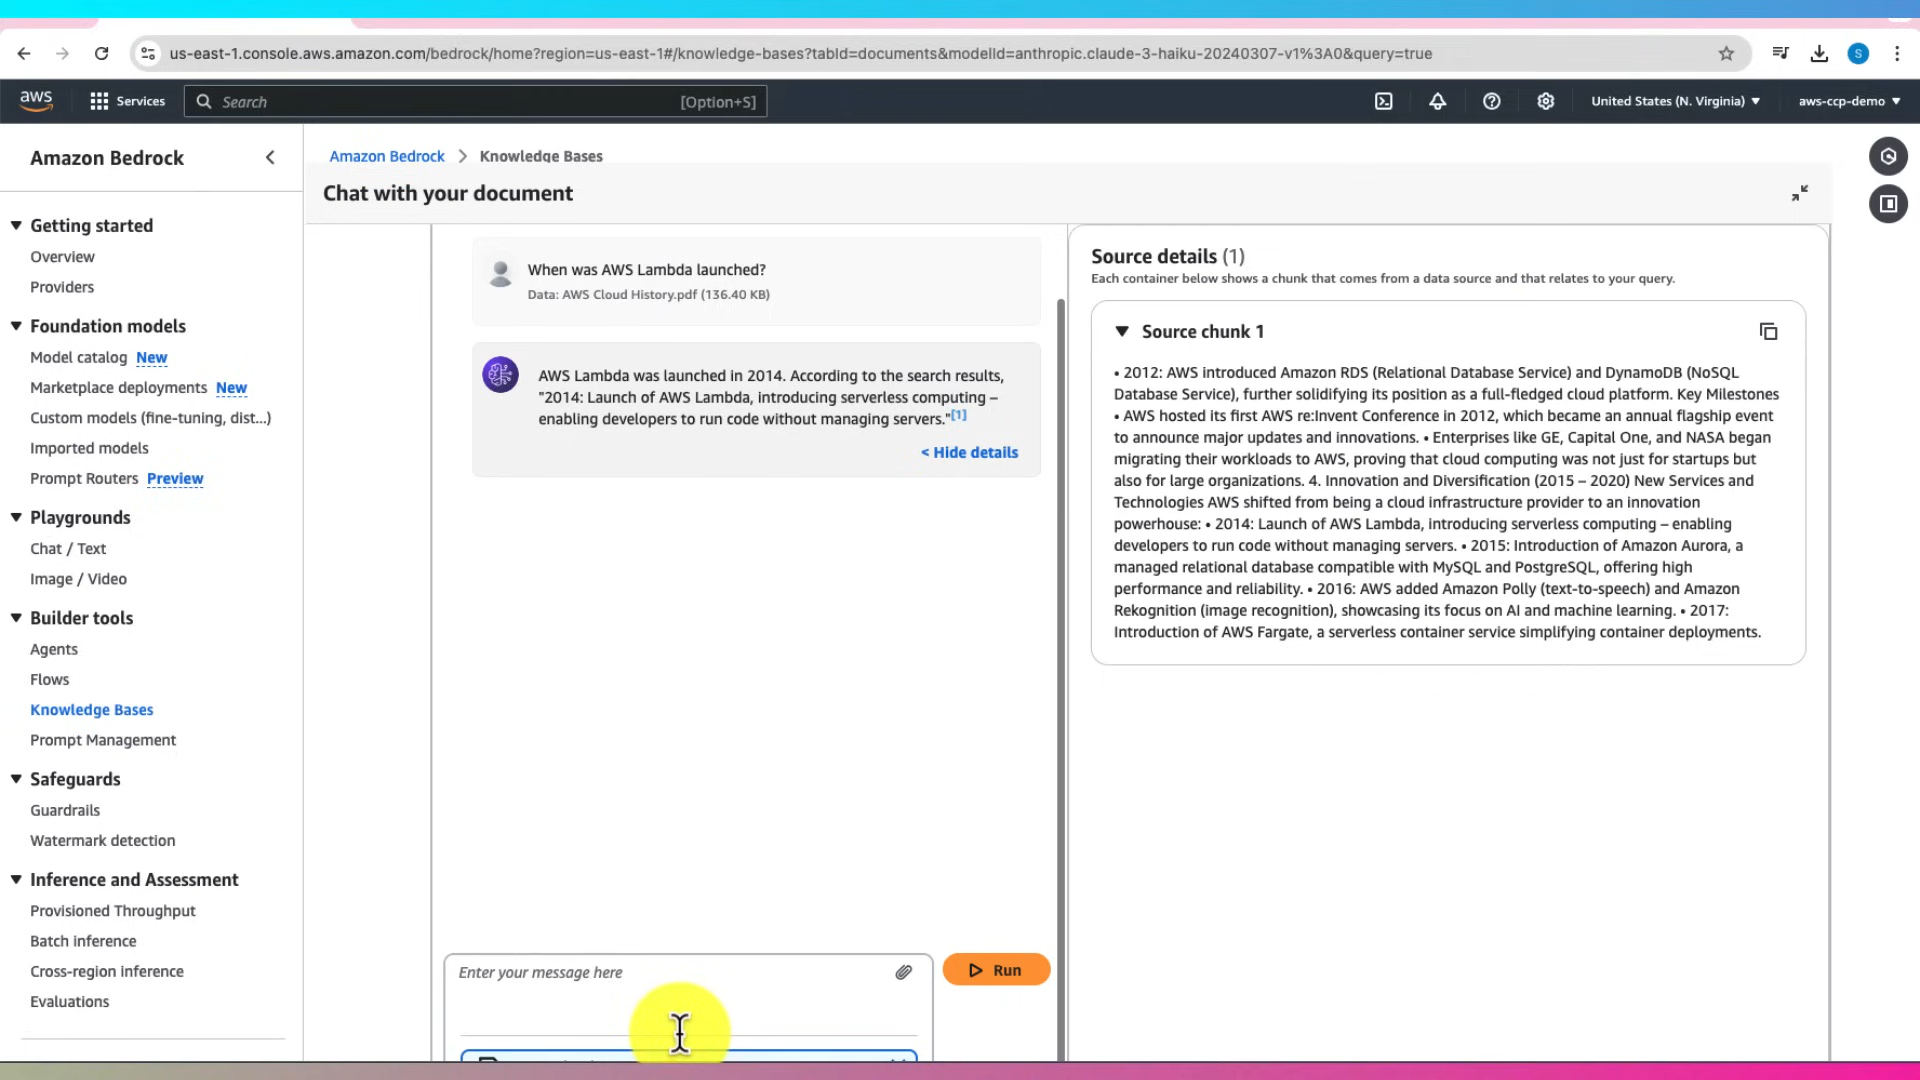 us-east-1.console.aws.amazon.com/bedrock/home?region=us-east-1#/knowledge-bases?tabId=documents&modelId=anthropic.claude-3-haiku-20240307-v1%3A0&query=true
S
aws
Services
Search
[Option+S]
United States (N. Virginia)
aws-ccp-demo
Amazon Bedrock
Getting started
Overview
Providers
Foundation models
Model catalog New
Marketplace deployments New
Custom models (fine-tuning, dist...)
Imported models
Prompt Routers Preview
Playgrounds
Chat / Text
Image / Video
Builder tools
Agents
Flows
Knowledge Bases
Prompt Management
Safeguards
Guardrails
Watermark detection
Inference and Assessment
Provisioned Throughput
Batch inference
Cross-region inference
Evaluations
Amazon Bedrock > Knowledge Bases
Chat with your document
When was AWS Lambda launched?
Data: AWS Cloud History.pdf (136.40 KB)
AWS Lambda was launched in 2014. According to the search results,
"2014: Launch of AWS Lambda, introducing serverless computing –
enabling developers to run code without managing servers."[1]
< Hide details
Enter your message here
Run
Source details (1)
Each container below shows a chunk that comes from a data source and that relates to your query.
Source chunk 1
• 2012: AWS introduced Amazon RDS (Relational Database Service) and DynamoDB (NoSQL
Database Service), further solidifying its position as a full-fledged cloud platform. Key Milestones
• AWS hosted its first AWS re:Invent Conference in 2012, which became an annual flagship event
to announce major updates and innovations. • Enterprises like GE, Capital One, and NASA began
migrating their workloads to AWS, proving that cloud computing was not just for startups but
also for large organizations. 4. Innovation and Diversification (2015 – 2020) New Services and
Technologies AWS shifted from being a cloud infrastructure provider to an innovation
powerhouse: • 2014: Launch of AWS Lambda, introducing serverless computing – enabling
developers to run code without managing servers. • 2015: Introduction of Amazon Aurora, a
managed relational database compatible with MySQL and PostgreSQL, offering high
performance and reliability. • 2016: AWS added Amazon Polly (text-to-speech) and Amazon
Rekognition (image recognition), showcasing its focus on AI and machine learning. • 2017:
Introduction of AWS Fargate, a serverless container service simplifying container deployments.